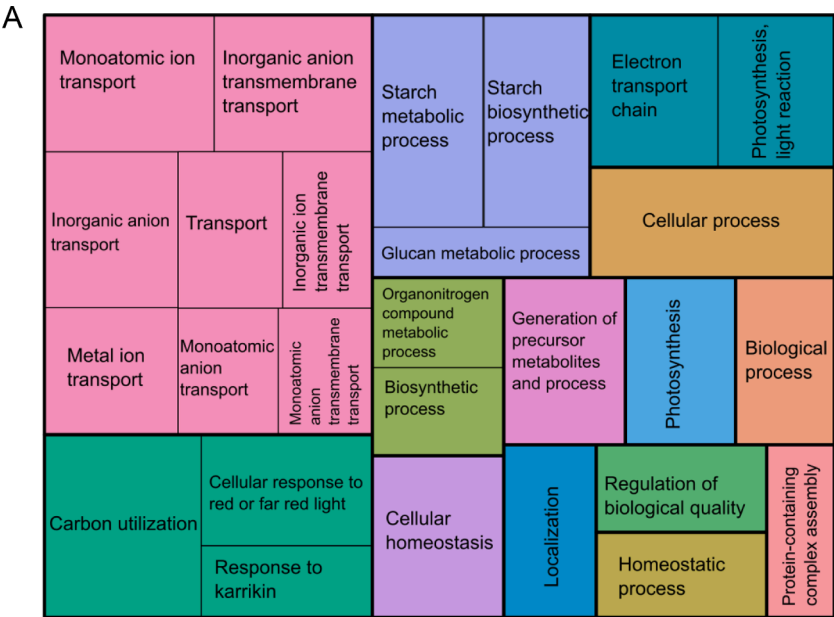 A
Monoatomic ion
transport
Inorganic anion
transmembrane
transport
Inorganic anion
transport
Transport
Inorganic ion
transmembrane
transport
Metal ion
transport
Monoatomic
anion
transport
Monoatomic
anion
transmembrane
transport
Carbon utilization
Cellular response to
red or far red light
Response to
karrikin
Starch
metabolic
process
Starch
biosynthetic
process
Glucan metabolic process
Electron
transport
chain
Photosynthesis,
light reaction
Cellular process
Organonitrogen
compound
metabolic
process
Biosynthetic
process
Generation of
precursor
metabolites
and process
Photosynthesis
Biological
process
Cellular
homeostasis
Localization
Regulation of
biological quality
Homeostatic
process
Protein-containing
complex assembly